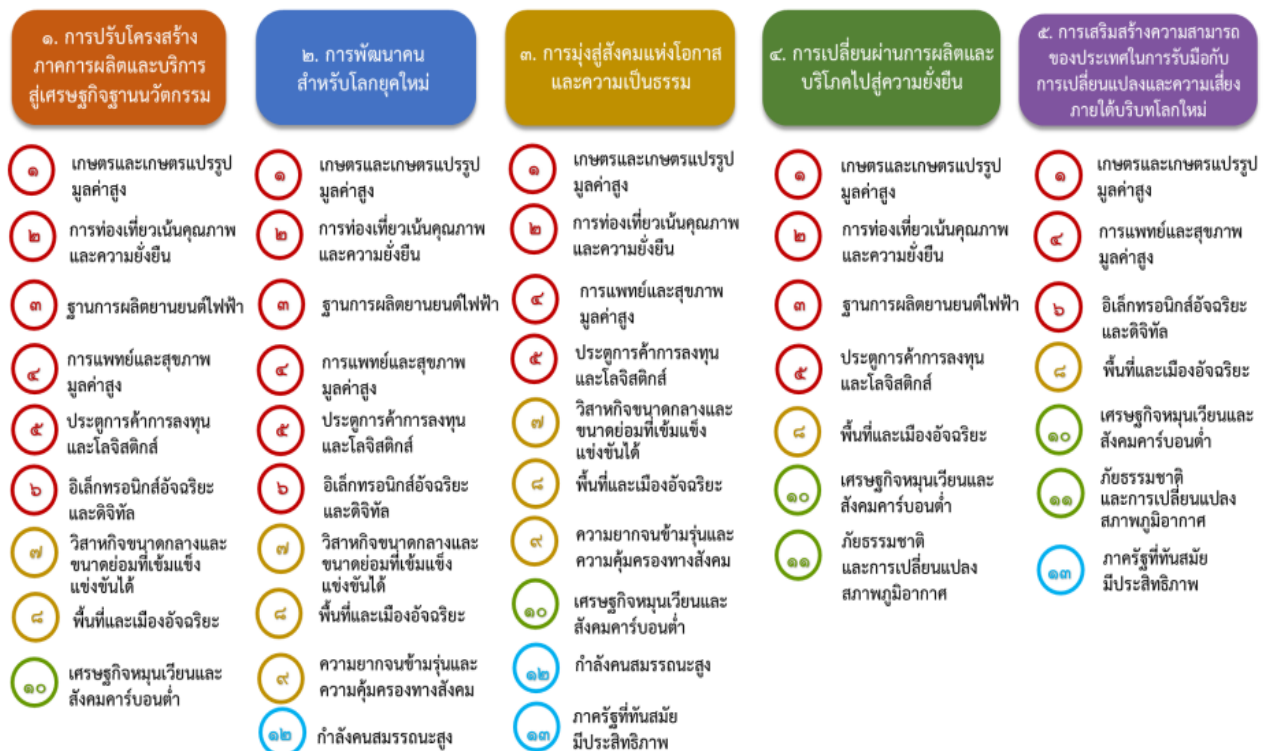 ๑. การปรับโครงสร้าง
ภาคการผลิตและบริการ
สู่เศรษฐกิจฐานนวัตกรรม
๑
เกษตรและเกษตรแปรรูป
มูลค่าสูง
๒
การท่องเที่ยวเน้นคุณภาพ
และความยั่งยืน
๓
ฐานการผลิตยานยนต์ไฟฟ้า
๔
การแพทย์และสุขภาพ
มูลค่าสูง
๕
ประตูการค้าการลงทุน
และโลจิสติกส์
๖
อิเล็กทรอนิกส์อัจฉริยะ
และดิจิทัล
๗
วิสาหกิจขนาดกลางและ
ขนาดย่อมที่เข้มแข็ง
แข่งขันได้
๘
พื้นที่และเมืองอัจฉริยะ
๑๐
เศรษฐกิจหมุนเวียนและ
สังคมคาร์บอนต่ำ
๒. การพัฒนาคน
สำหรับโลกยุคใหม่
๑
เกษตรและเกษตรแปรรูป
มูลค่าสูง
๒
การท่องเที่ยวเน้นคุณภาพ
และความยั่งยืน
๓
ฐานการผลิตยานยนต์ไฟฟ้า
๔
การแพทย์และสุขภาพ
มูลค่าสูง
๕
ประตูการค้าการลงทุน
และโลจิสติกส์
๖
อิเล็กทรอนิกส์อัจฉริยะ
และดิจิทัล
๗
วิสาหกิจขนาดกลางและ
ขนาดย่อมที่เข้มแข็ง
แข่งขันได้
๘
พื้นที่และเมืองอัจฉริยะ
๙
ความยากจนข้ามรุ่นและ
ความคุ้มครองทางสังคม
๑๒
กำลังคนสมรรถนะสูง
๓. การมุ่งสู่สังคมแห่งโอกาส
และความเป็นธรรม
๑
เกษตรและเกษตรแปรรูป
มูลค่าสูง
๒
การท่องเที่ยวเน้นคุณภาพ
และความยั่งยืน
๔
การแพทย์และสุขภาพ
มูลค่าสูง
๕
ประตูการค้าการลงทุน
และโลจิสติกส์
๗
วิสาหกิจขนาดกลางและ
ขนาดย่อมที่เข้มแข็ง
แข่งขันได้
๘
พื้นที่และเมืองอัจฉริยะ
๙
ความยากจนข้ามรุ่นและ
ความคุ้มครองทางสังคม
๑๐
เศรษฐกิจหมุนเวียนและ
สังคมคาร์บอนต่ำ
๑๒
กำลังคนสมรรถนะสูง
๑๓
ภาครัฐที่ทันสมัย
มีประสิทธิภาพ
๔. การเปลี่ยนผ่านการผลิตและ
บริโภคไปสู่ความยั่งยืน
๑
เกษตรและเกษตรแปรรูป
มูลค่าสูง
๒
การท่องเที่ยวเน้นคุณภาพ
และความยั่งยืน
๓
ฐานการผลิตยานยนต์ไฟฟ้า
๕
ประตูการค้าการลงทุน
และโลจิสติกส์
๘
พื้นที่และเมืองอัจฉริยะ
๑๐
เศรษฐกิจหมุนเวียนและ
สังคมคาร์บอนต่ำ
๑๑
ภัยธรรมชาติ
และการเปลี่ยนแปลง
สภาพภูมิอากาศ
๕. การเสริมสร้างความสามารถ
ของประเทศในการรับมือกับ
การเปลี่ยนแปลงและความเสี่ยง
ภายใต้บริบทโลกใหม่
๑
เกษตรและเกษตรแปรรูป
มูลค่าสูง
๔
การแพทย์และสุขภาพ
มูลค่าสูง
๖
อิเล็กทรอนิกส์อัจฉริยะ
และดิจิทัล
๘
พื้นที่และเมืองอัจฉริยะ
๑๐
เศรษฐกิจหมุนเวียนและ
สังคมคาร์บอนต่ำ
๑๑
ภัยธรรมชาติ
และการเปลี่ยนแปลง
สภาพภูมิอากาศ
๑๓
ภาครัฐที่ทันสมัย
มีประสิทธิภาพ